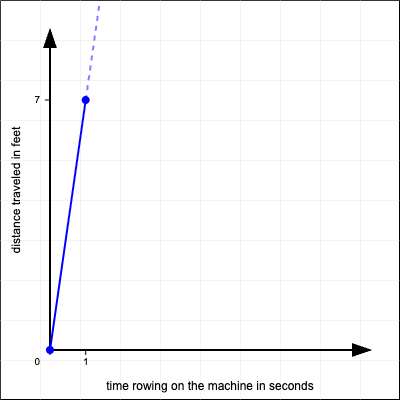 7
distance traveled in feet
0
1
time rowing on the machine in seconds